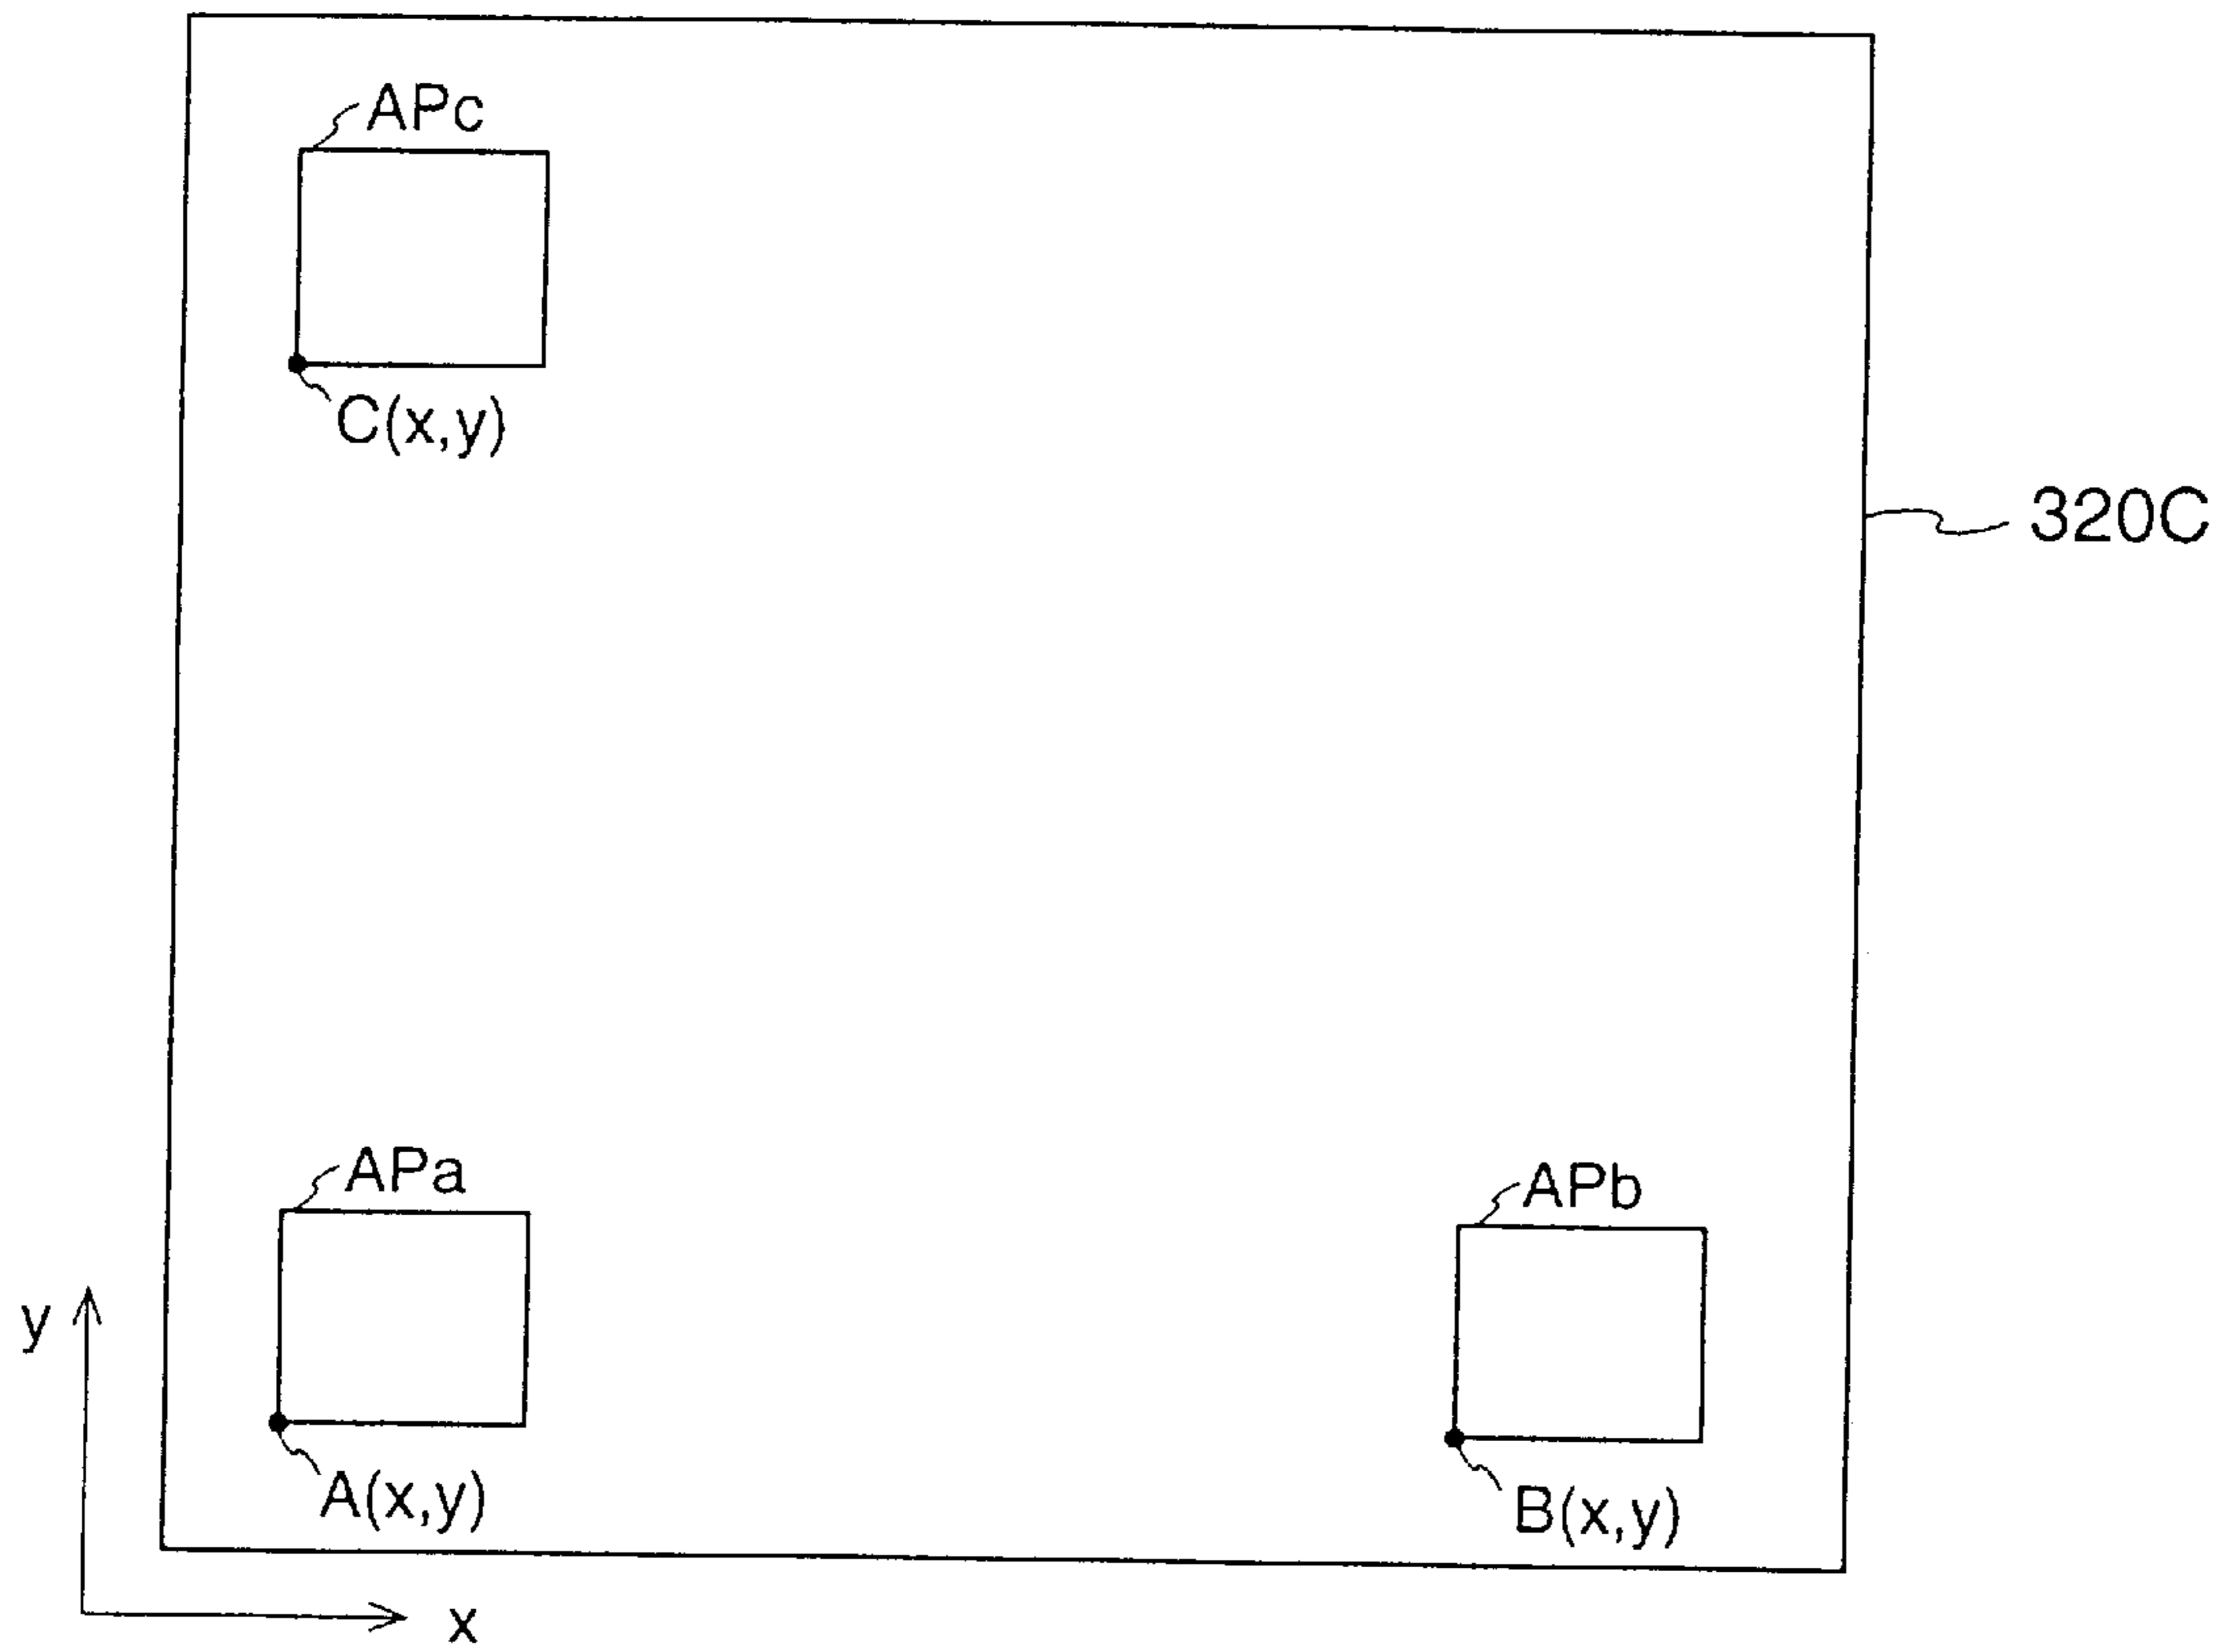 APc
C(x,y)
320C
APa
APb
y
A(x,y)
B(x,y)
x